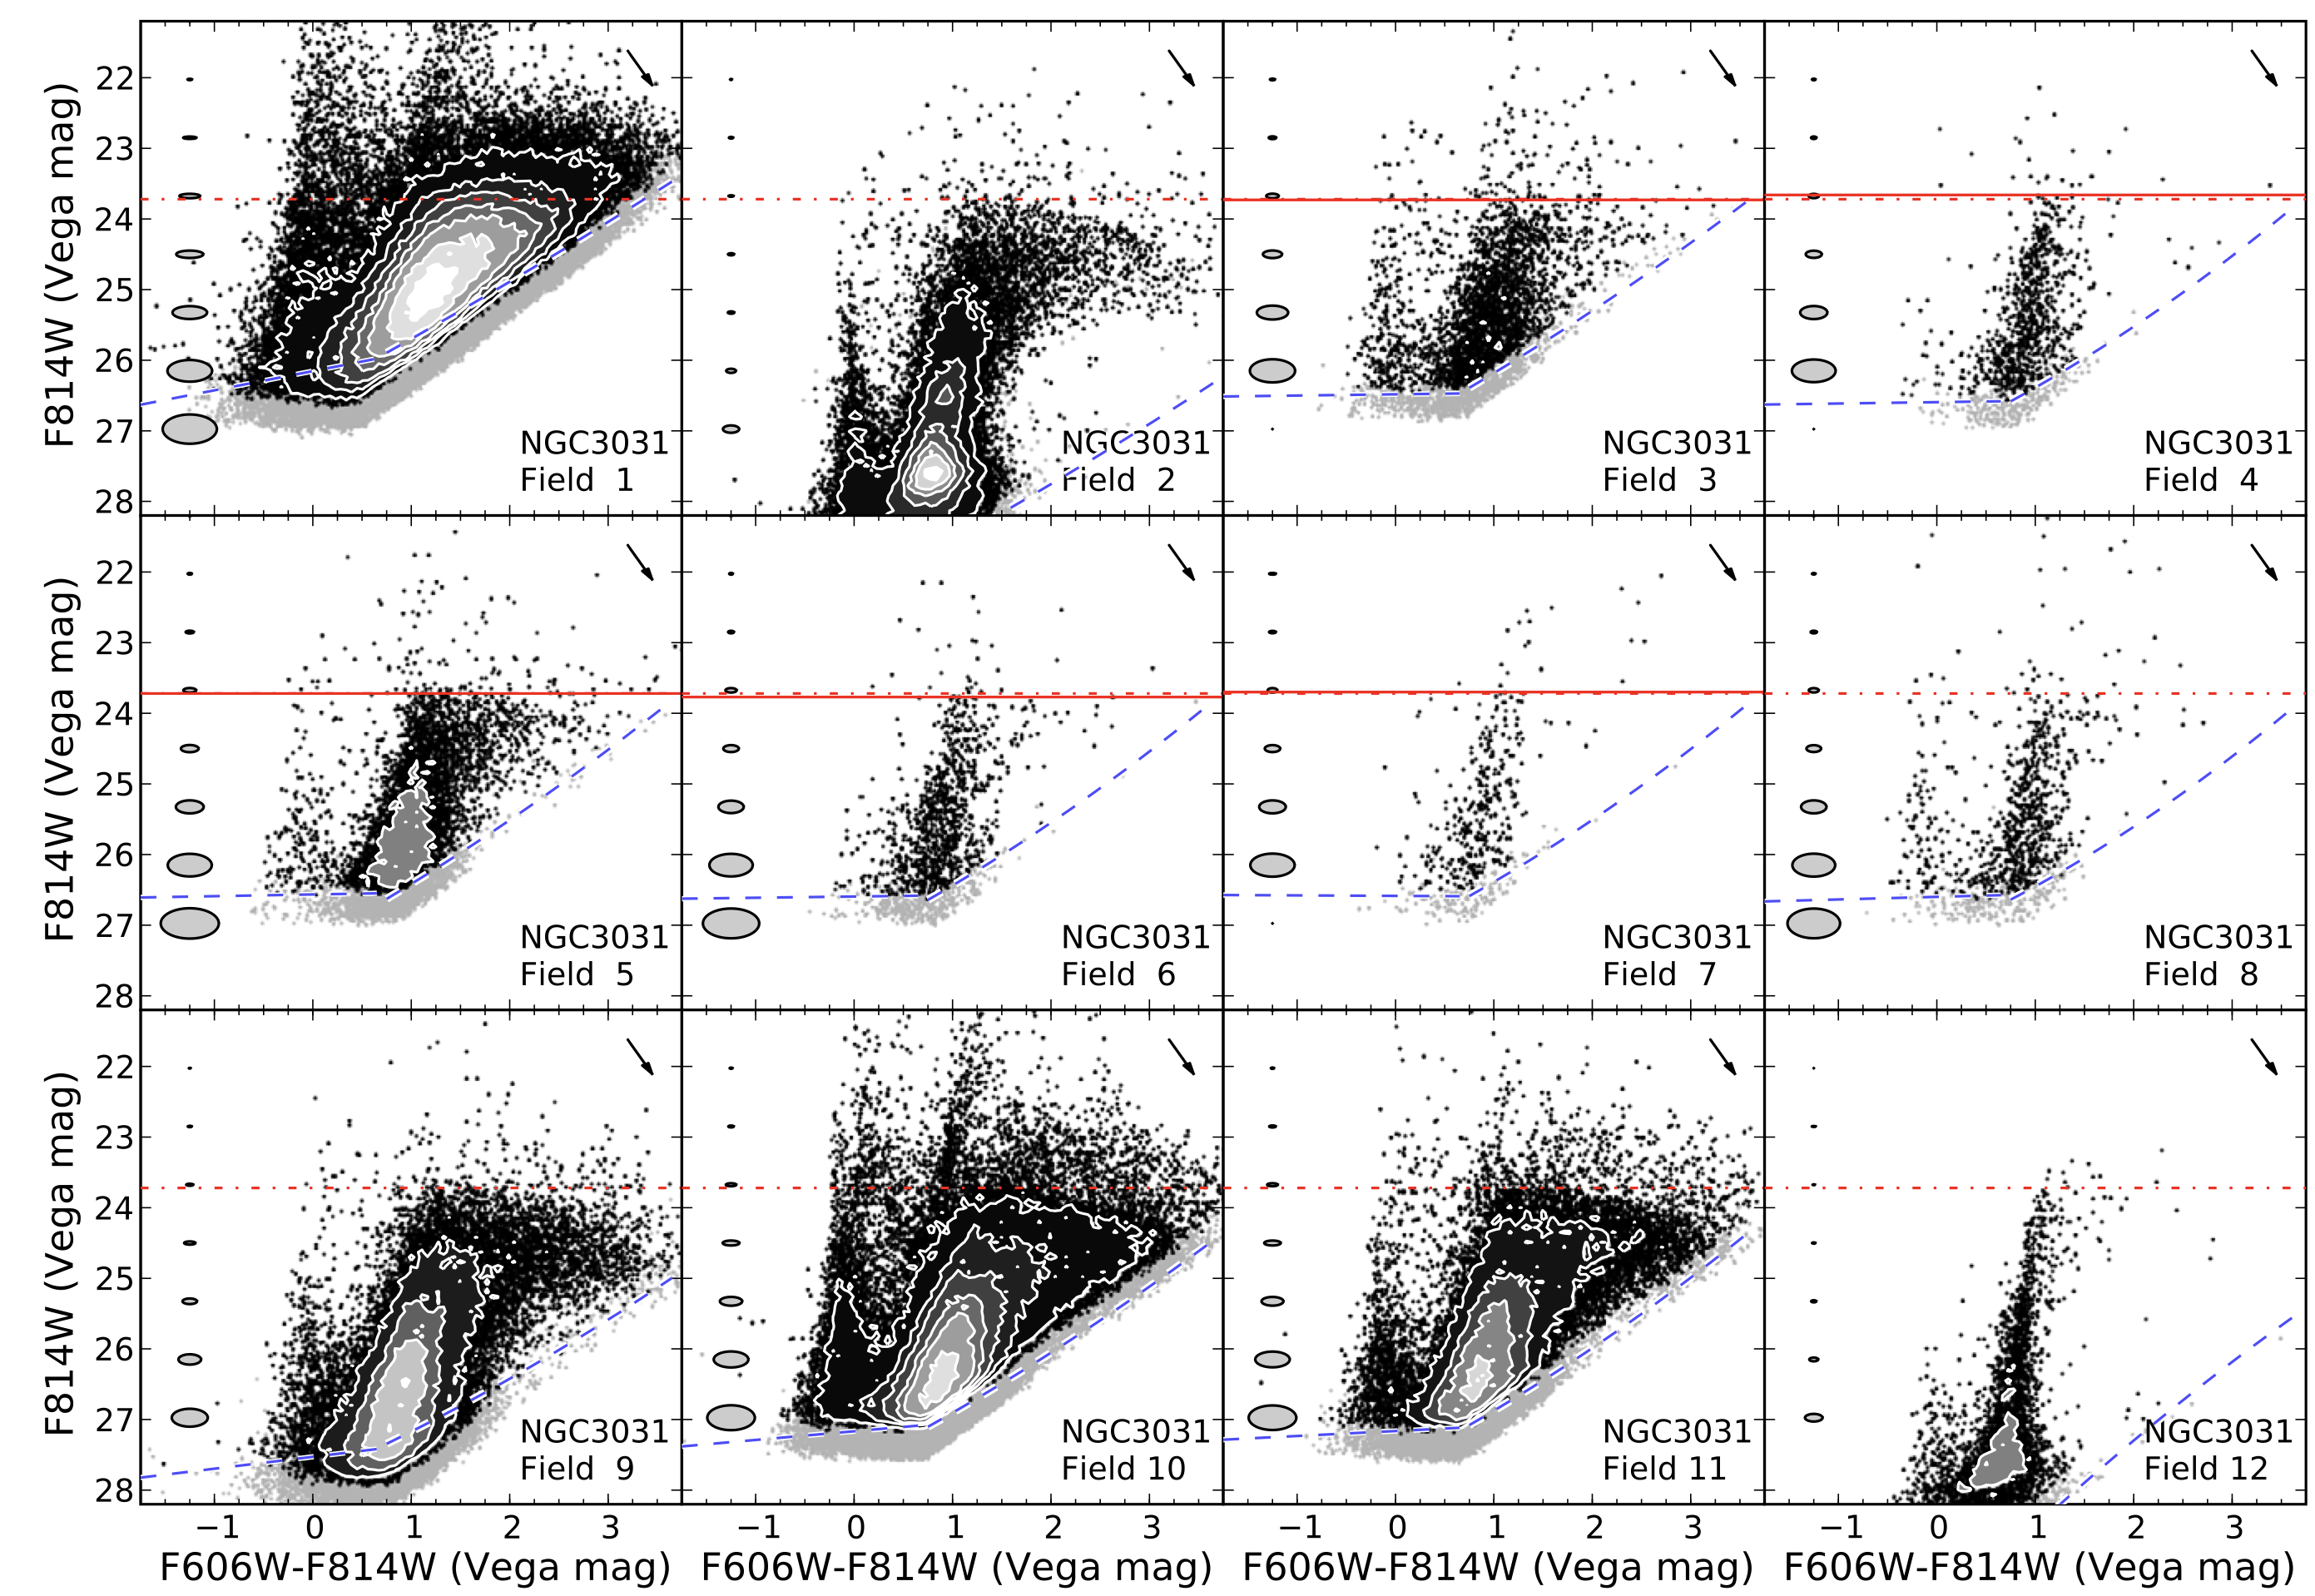 F814W (Vega mag)
22
23
24
25
26
27
28
NGC3031
Field 1
NGC3031
Field 2
NGC3031
Field 3
NGC3031
Field 4
F814W (Vega mag)
22
23
24
25
26
27
28
NGC3031
Field 5
NGC3031
Field 6
NGC3031
Field 7
NGC3031
Field 8
F814W (Vega mag)
22
23
24
25
26
27
28
NGC3031
Field 9
NGC3031
Field 10
NGC3031
Field 11
NGC3031
Field 12
−1 0 1 2 3
−1 0 1 2 3
−1 0 1 2 3
−1 0 1 2 3
F606W-F814W (Vega mag)
F606W-F814W (Vega mag)
F606W-F814W (Vega mag)
F606W-F814W (Vega mag)